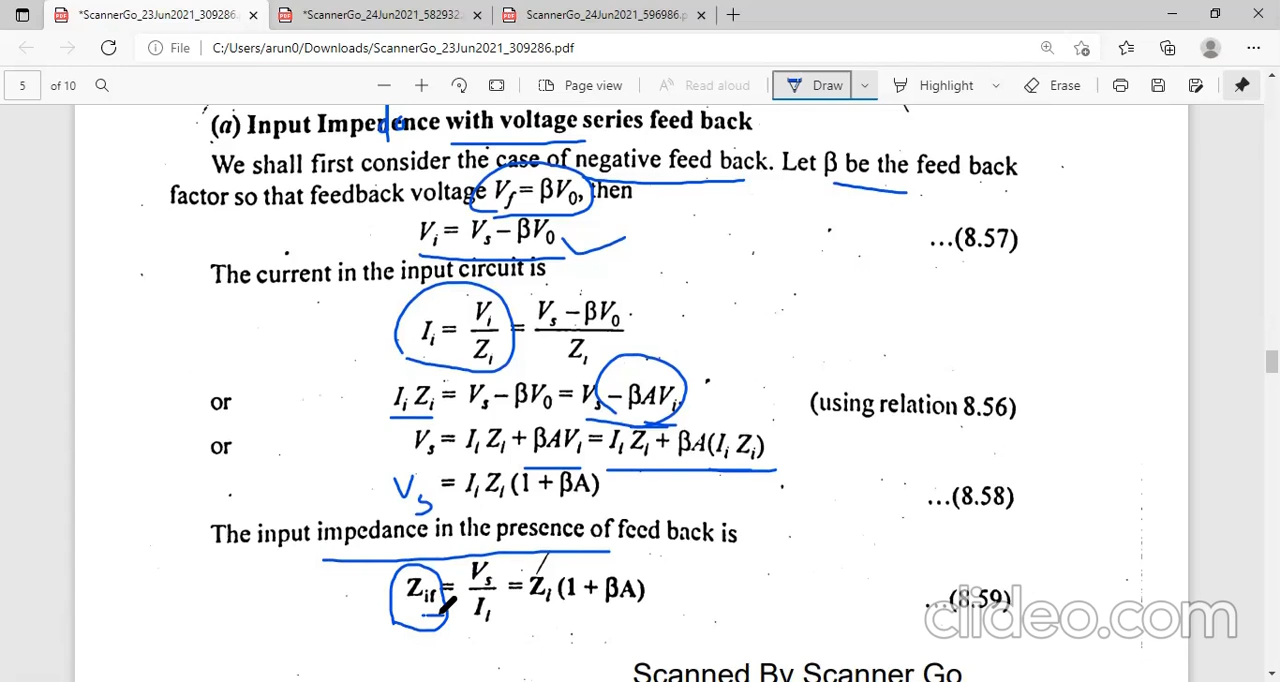 *ScannerGo_23Jun2021_309286.
*ScannerGo_24Jun2021_582932.
ScannerGo_24Jun2021_596986.p
File C:/Users/arun0/Downloads/ScannerGo_23Jun2021_309286.pdf
5 of 10 Page view Read aloud Draw Highlight Erase
(a) Input Impedence with voltage series feed back
We shall first consider the case of negative feed back. Let β be the feed back
factor so that feedback voltage V_f = βV_0, then
V_i = V_s − βV_0 ...(8.57)
The current in the input circuit is
I_i = V_i / Z_i = (V_s − βV_0) / Z_i
or I_i Z_i = V_s − βV_0 = V_s − βAV_i (using relation 8.56)
or V_s = I_i Z_i + βAV_i = I_i Z_i + βA(I_i Z_i)
V_s = I_i Z_i (1 + βA) ...(8.58)
The input impedance in the presence of feed back is
Z_if = V_s / I_i = Z_i (1 + βA) ...(8.59)
clideo.com
Scanned By Scanner Go